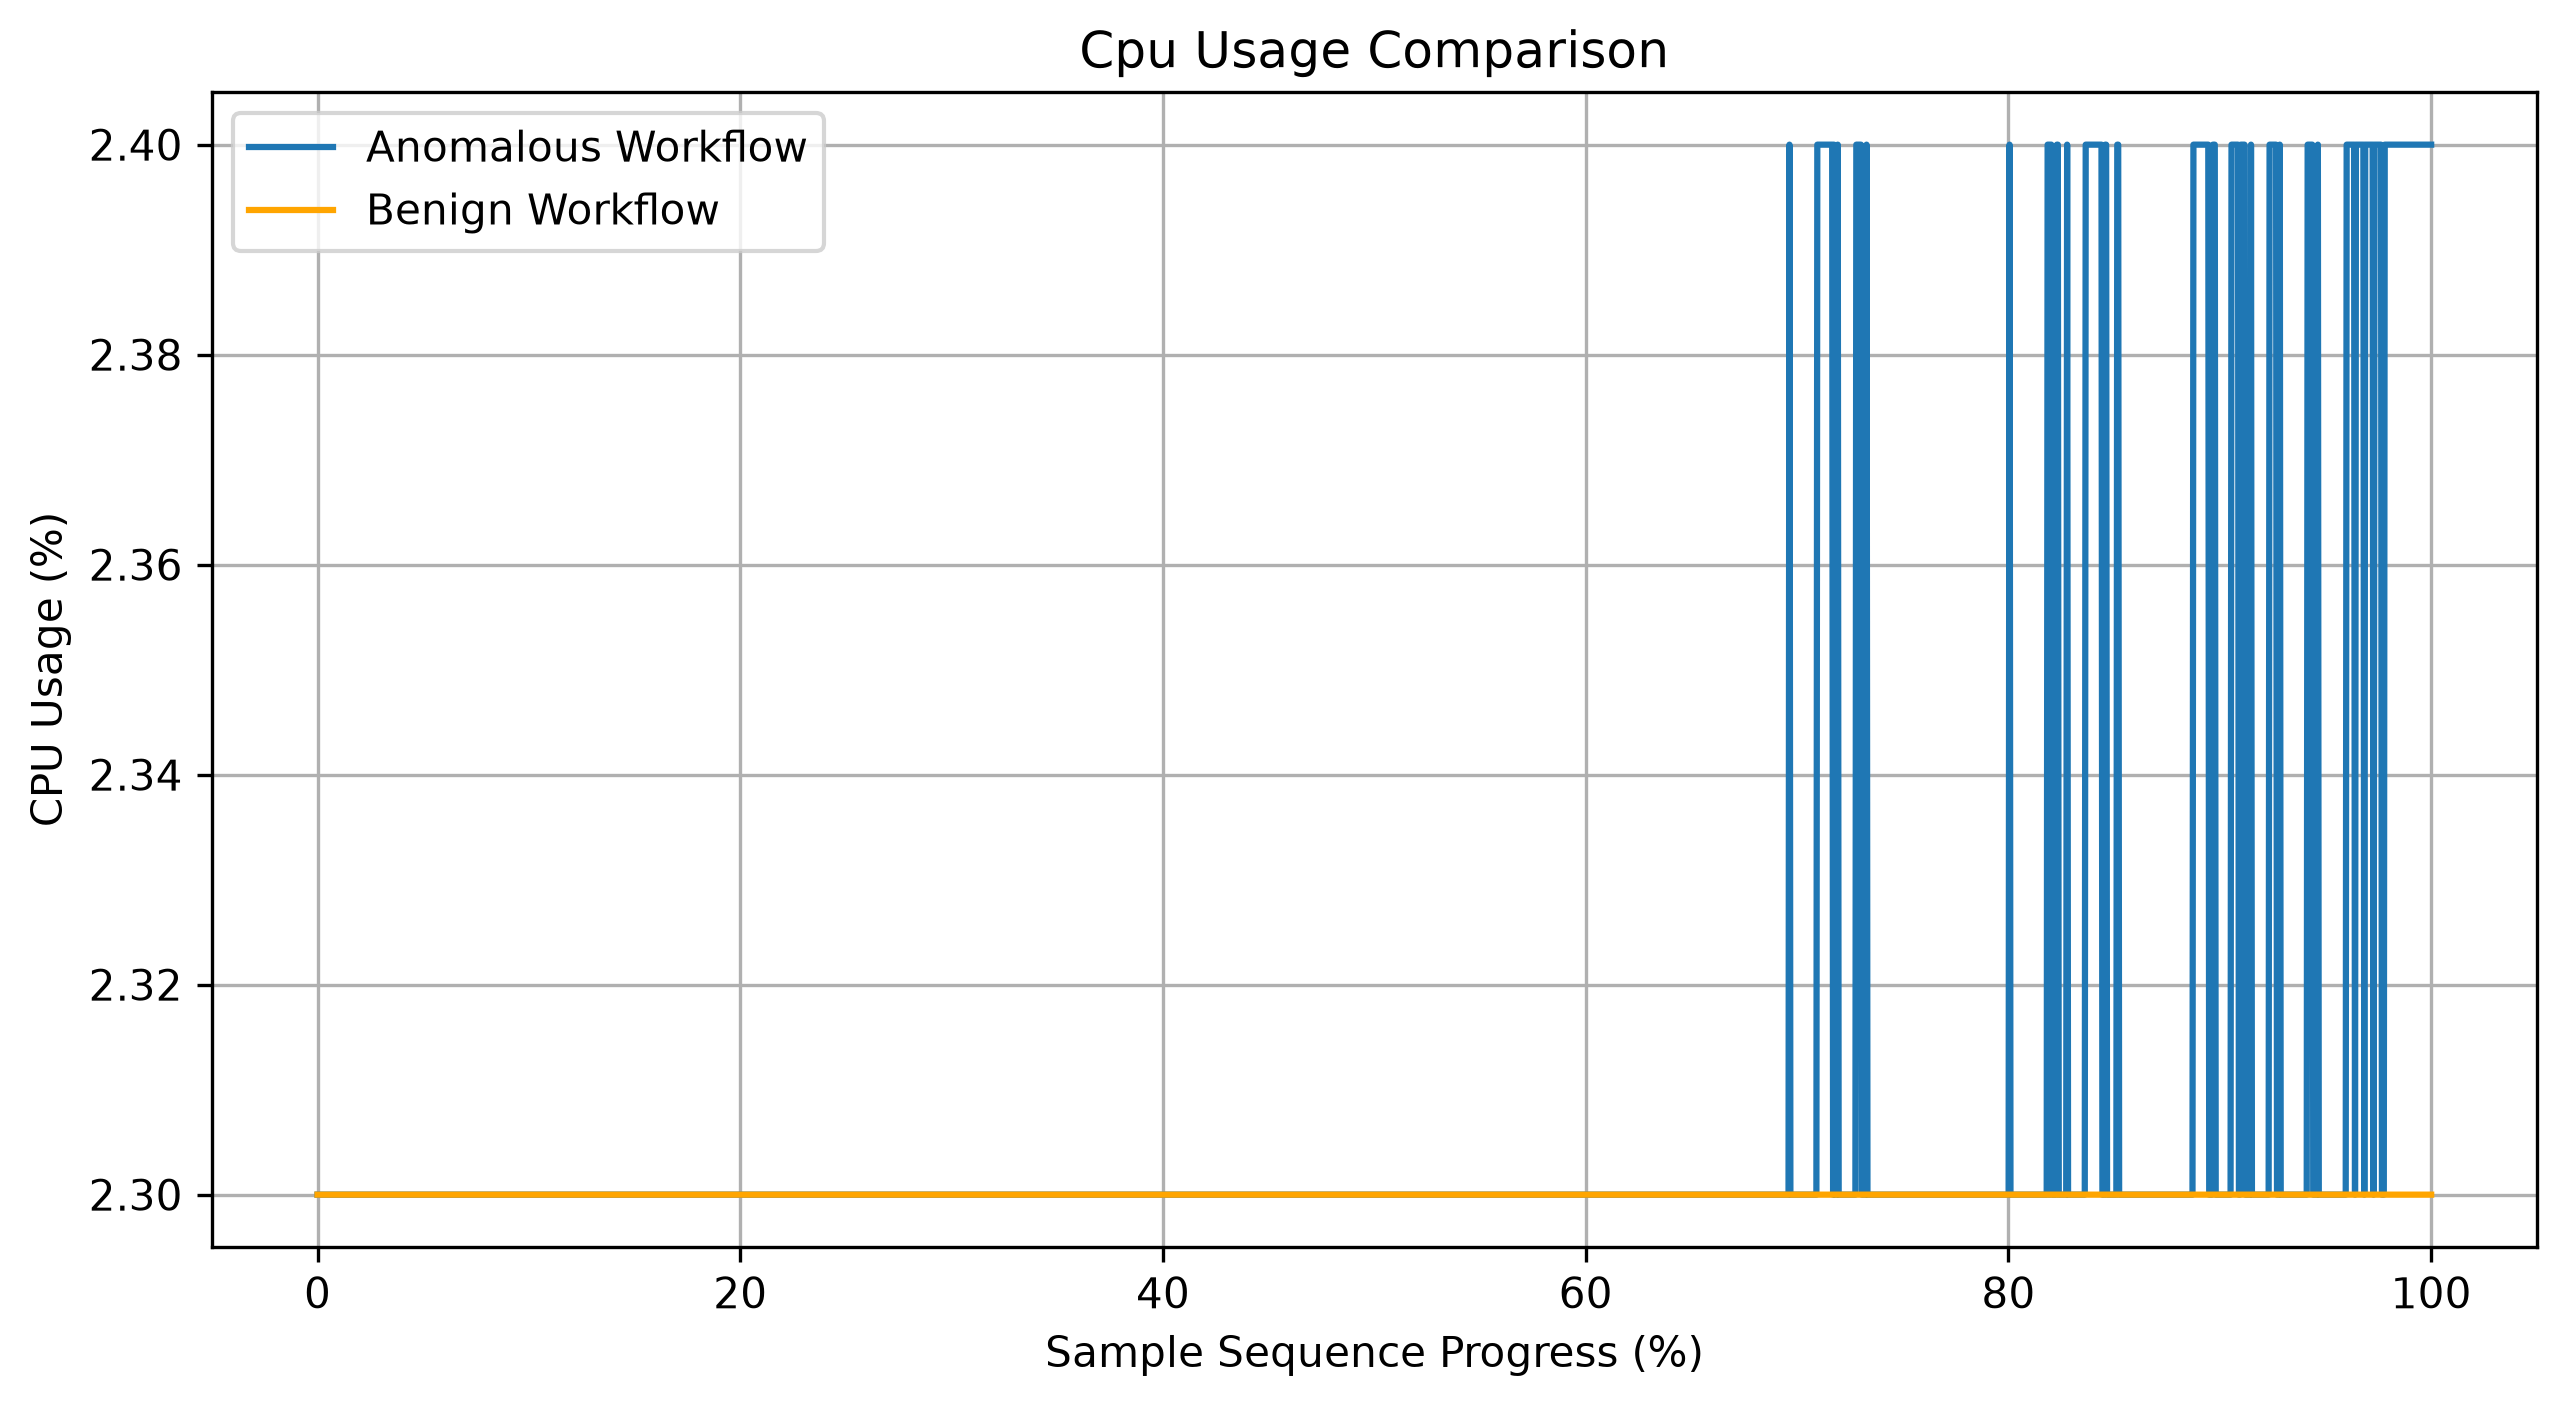 Cpu Usage Comparison
Anomalous Workflow
Benign Workflow
CPU Usage (%)
2.40
2.38
2.36
2.34
2.32
2.30
0 20 40 60 80 100
Sample Sequence Progress (%)